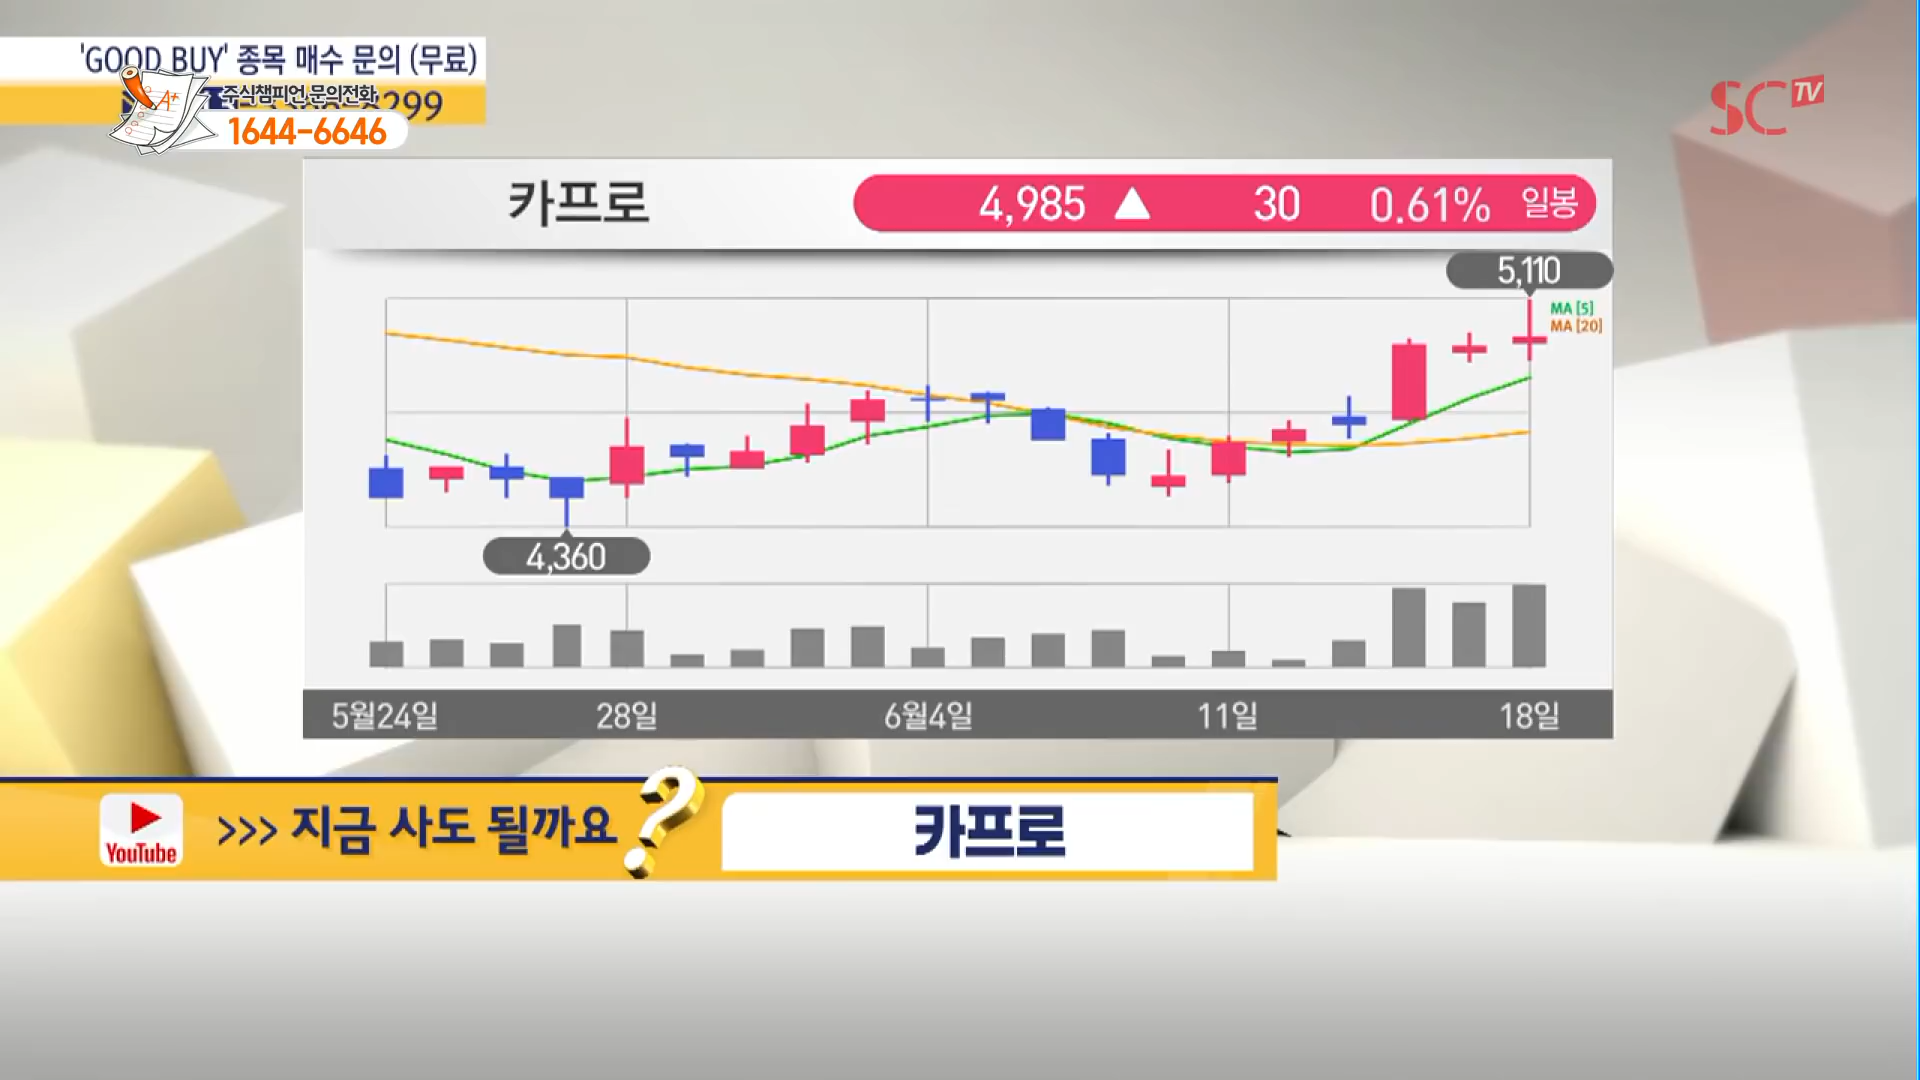 'GOOD BUY' 종목 매수 문의 (무료)
주식챔피언 문의전화
1644-6646
A+
SC TV
카프로
4,985 ▲ 30 0.61% 일봉
5,110
MA [5]
MA [20]
4,360
5월24일 28일 6월4일 11일 18일
YouTube
>>> 지금 사도 될까요?
카프로